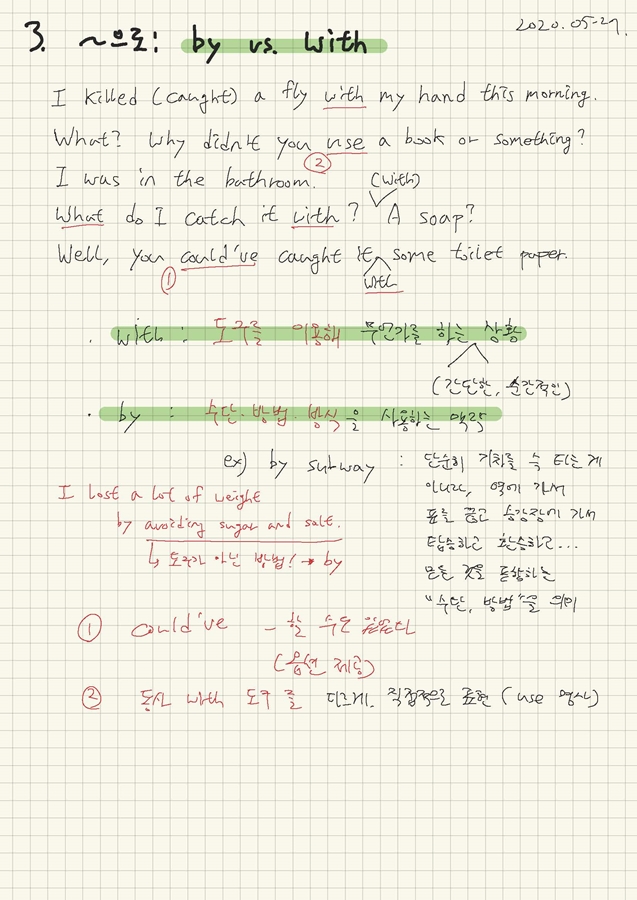 3. ~으로: by vs. with
2020.05.27.
I killed (caught) a fly with my hand this morning.
What? Why didn't you use a book or something?
②
I was in the bathroom.
(with)
What do I catch it with? A soap?
Well, you could've caught it some toilet paper.
① with
· with : 도구를 이용해 무언가를 하는 상황
(간단한, 순간적인)
· by : 수단·방법·방식을 사용하는 맥락
ex) by subway : 단순히 기차를 슥 타는게
아니라, 역에 가서
표를 끊고 승강장에 가서
탑승하고 환승하고...
모든 것을 통합하는
"수단, 방법"을 의미
I lost a lot of weight
by avoiding sugar and salt.
↳ 도구가 아닌 방법! → by
① could've - 할 수도 있었다
(옵션 제공)
② 동사 with 도구 를 다르게. 직접적으로 표현 (use 명사)